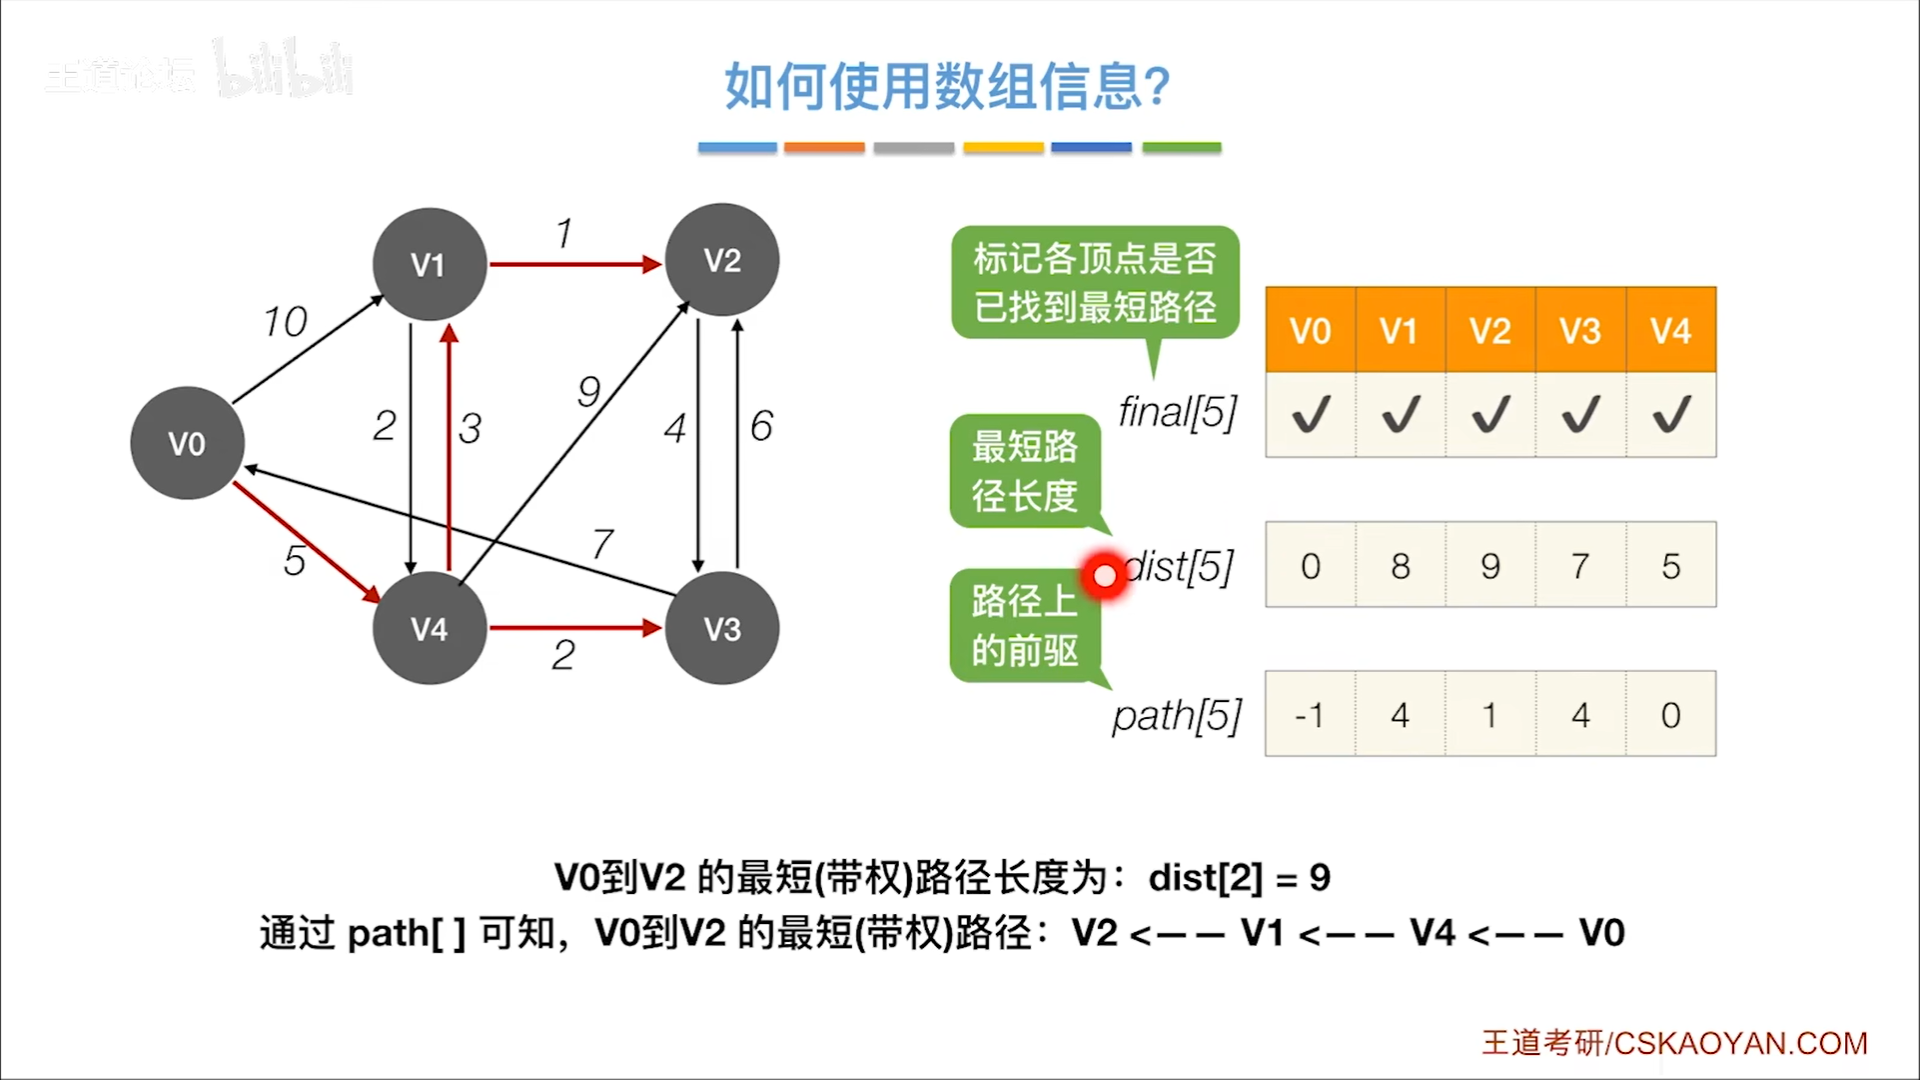 王道论坛 bilibili
如何使用数组信息?
V0
V1
V2
V3
V4
10
1
2
3
9
4
6
5
7
2
标记各顶点是否
已找到最短路径
V0 V1 V2 V3 V4
final[5] ✓ ✓ ✓ ✓ ✓
最短路
径长度
dist[5] 0 8 9 7 5
路径上
的前驱
path[5] -1 4 1 4 0
V0到V2 的最短(带权)路径长度为：dist[2] = 9
通过 path[ ] 可知，V0到V2 的最短(带权)路径：V2 <—— V1 <—— V4 <—— V0
王道考研/CSKAOYAN.COM